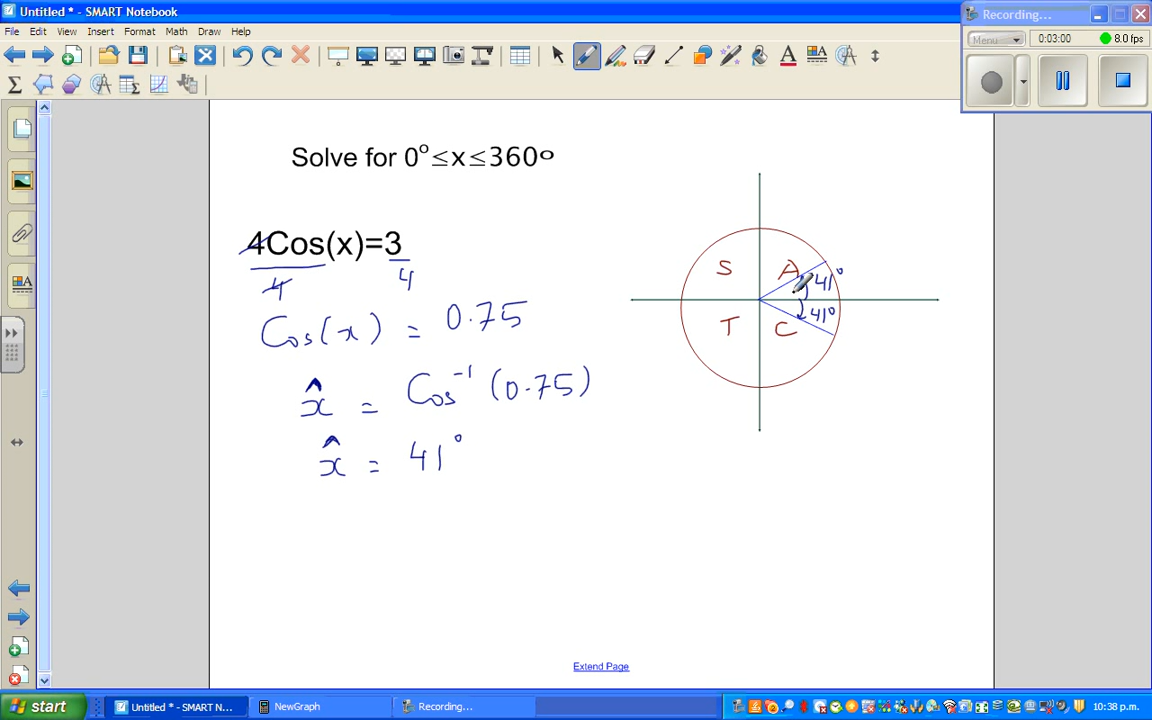 Untitled * - SMART Notebook
Recording...
File Edit View Insert Format Math Draw Help
Menu
0:03:00
8.0 fps
Solve for 0° ≤x≤360°
4Cos(x)=3
4 4
Cos(x) = 0.75
x̂ = Cos⁻¹ (0.75)
x̂ = 41°
S A 41°
T C 41°
Extend Page
start
Untitled * - SMART N...
NewGraph
Recording...
10:38 p.m.